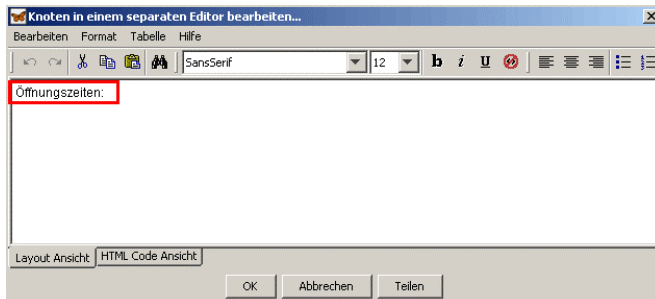 Knoten in einem separaten Editor bearbeiten...
Bearbeiten Format Tabelle Hilfe
SansSerif 12 b i U
Öffnungszeiten:
Layout Ansicht HTML Code Ansicht
OK Abbrechen Teilen